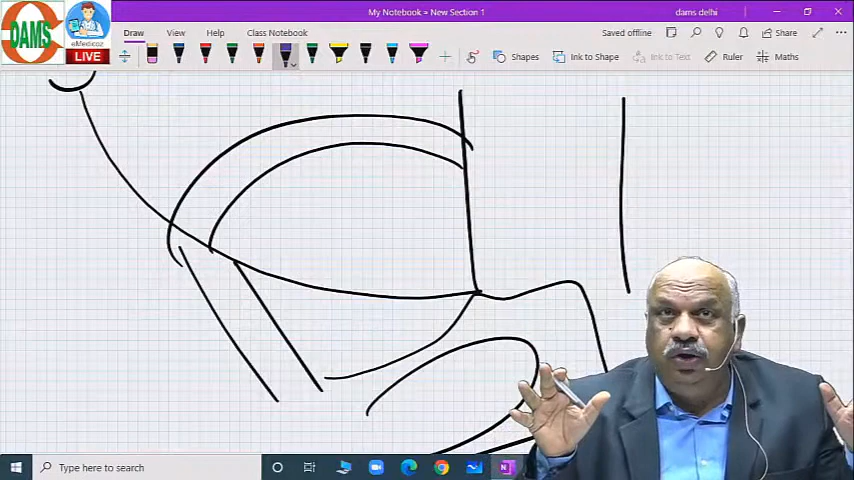 DAMS
eMedicoz
LIVE
My Notebook = New Section 1
dams delhi
Draw
View
Help
Class Notebook
Saved offline
Share
Shapes
Ink to Shape
Ink to Text
Ruler
Maths
Type here to search